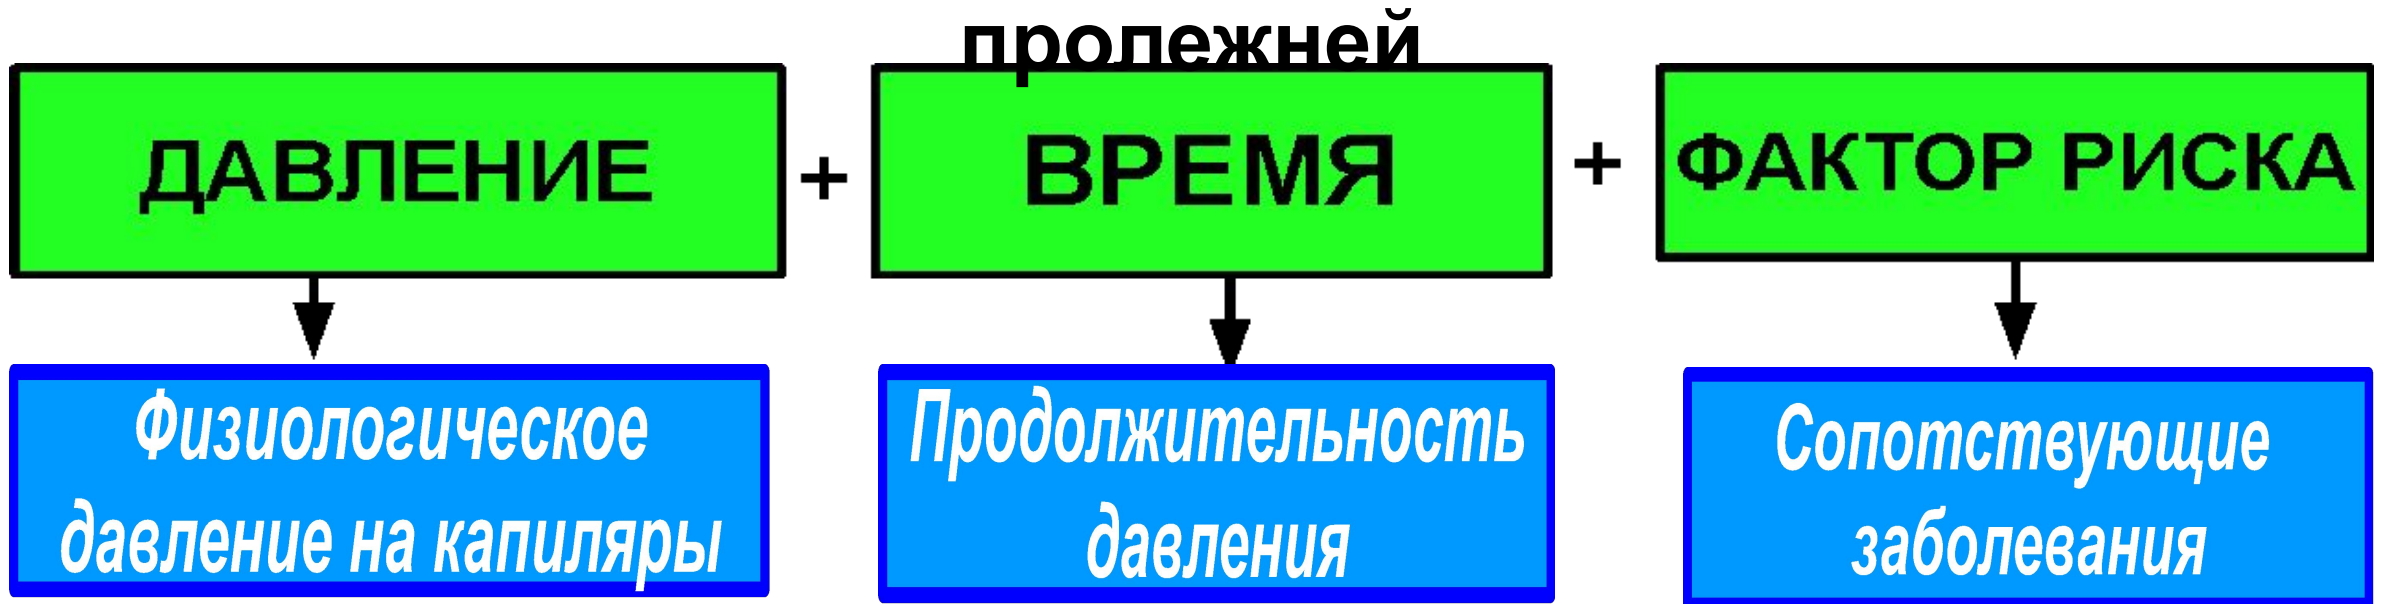 пролежней
ДАВЛЕНИЕ
+
ВРЕМЯ
+
ФАКТОР РИСКА
Физиологическое
давление на капиляры
Продолжительность
давления
Сопотствующие
заболевания